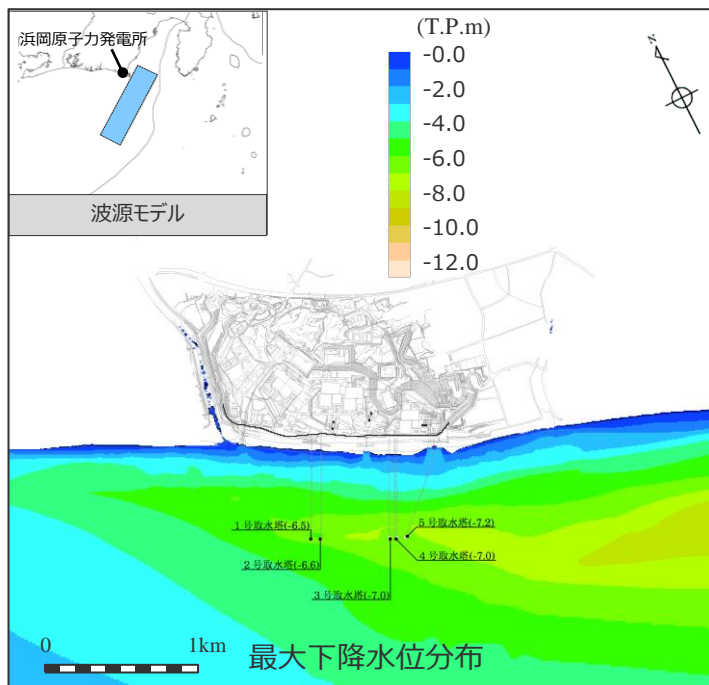 浜岡原子力発電所
波源モデル
(T.P.m)
-0.0
-2.0
-4.0
-6.0
-8.0
-10.0
-12.0
N
1号取水塔(-6.5)
2号取水塔(-6.6)
3号取水塔(-7.0)
5号取水塔(-7.2)
4号取水塔(-7.0)
0 1km
最大下降水位分布